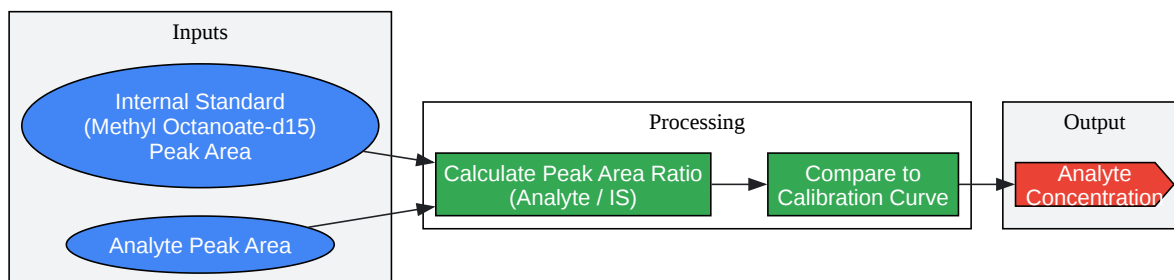 Inputs
Internal Standard
(Methyl Octanoate-d15)
Peak Area
Analyte Peak Area
Processing
Calculate Peak Area Ratio
(Analyte / IS)
Compare to
Calibration Curve
Output
Analyte
Concentration